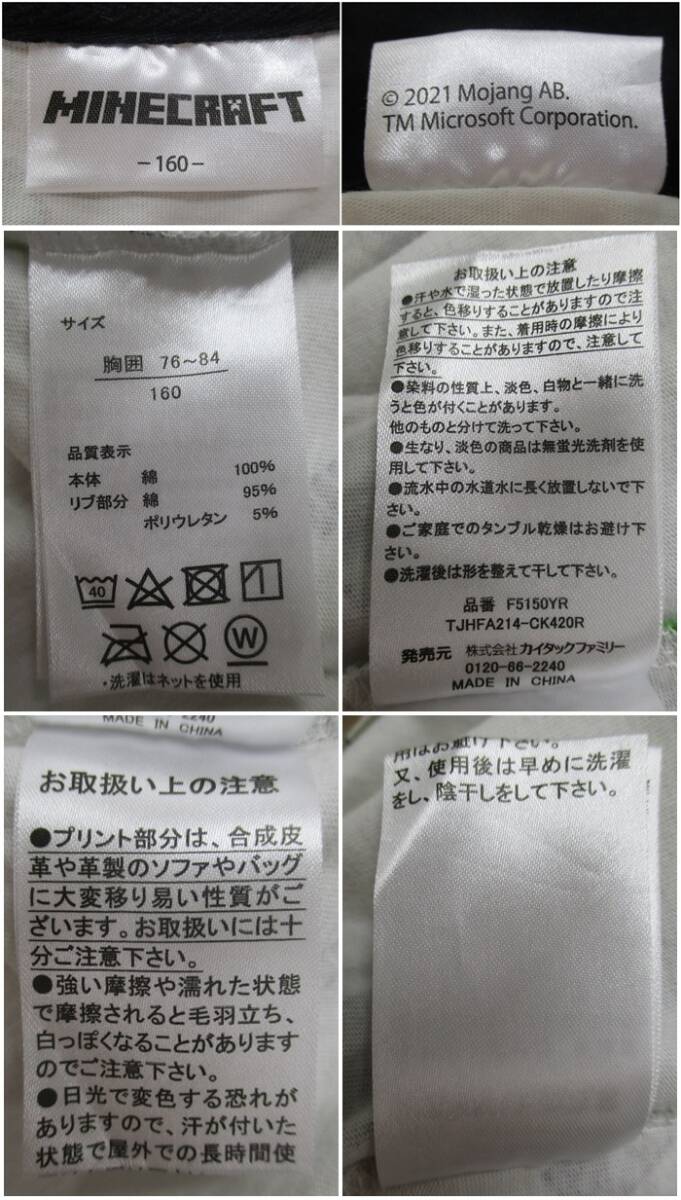 MINECRAFT
-160-
© 2021 Mojang AB.
TM Microsoft Corporation.
サイズ
胸囲 76~84
160
品質表示
本体 綿 100%
リブ部分 綿 95%
ポリウレタン 5%
40
W
・洗濯はネットを使用
お取扱い上の注意
●汗や水で湿った状態で放置したり摩擦
すると、色移りすることがありますので注
意して下さい。また、着用時の摩擦により
色移りすることがありますので、注意して
下さい。
●染料の性質上、淡色、白物と一緒に洗
うと色が付くことがあります。
他のものと分けて洗って下さい。
●生なり、淡色の商品は無蛍光洗剤を使
用して下さい。
●流水中の水道水に長く放置しないで下
さい。
●ご家庭でのタンブル乾燥はお避け下
さい。
●洗濯後は形を整えて干して下さい。
品番 F5150YR
TJHFA214-CK420R
発売元 株式会社 カイタックファミリー
0120-66-2240
MADE IN CHINA
2240
MADE IN CHINA
お取扱い上の注意
●プリント部分は、合成皮
革や革製のソファやバッグ
に大変移り易い性質がご
ざいます。お取扱いには十
分ご注意下さい。
●強い摩擦や濡れた状態
で摩擦されると毛羽立ち、
白っぽくなることがあります
のでご注意下さい。
●日光で変色する恐れが
ありますので、汗が付いた
状態で屋外での長時間使
用はお避け下さい。
又、使用後は早めに洗濯
をし、陰干しをして下さい。